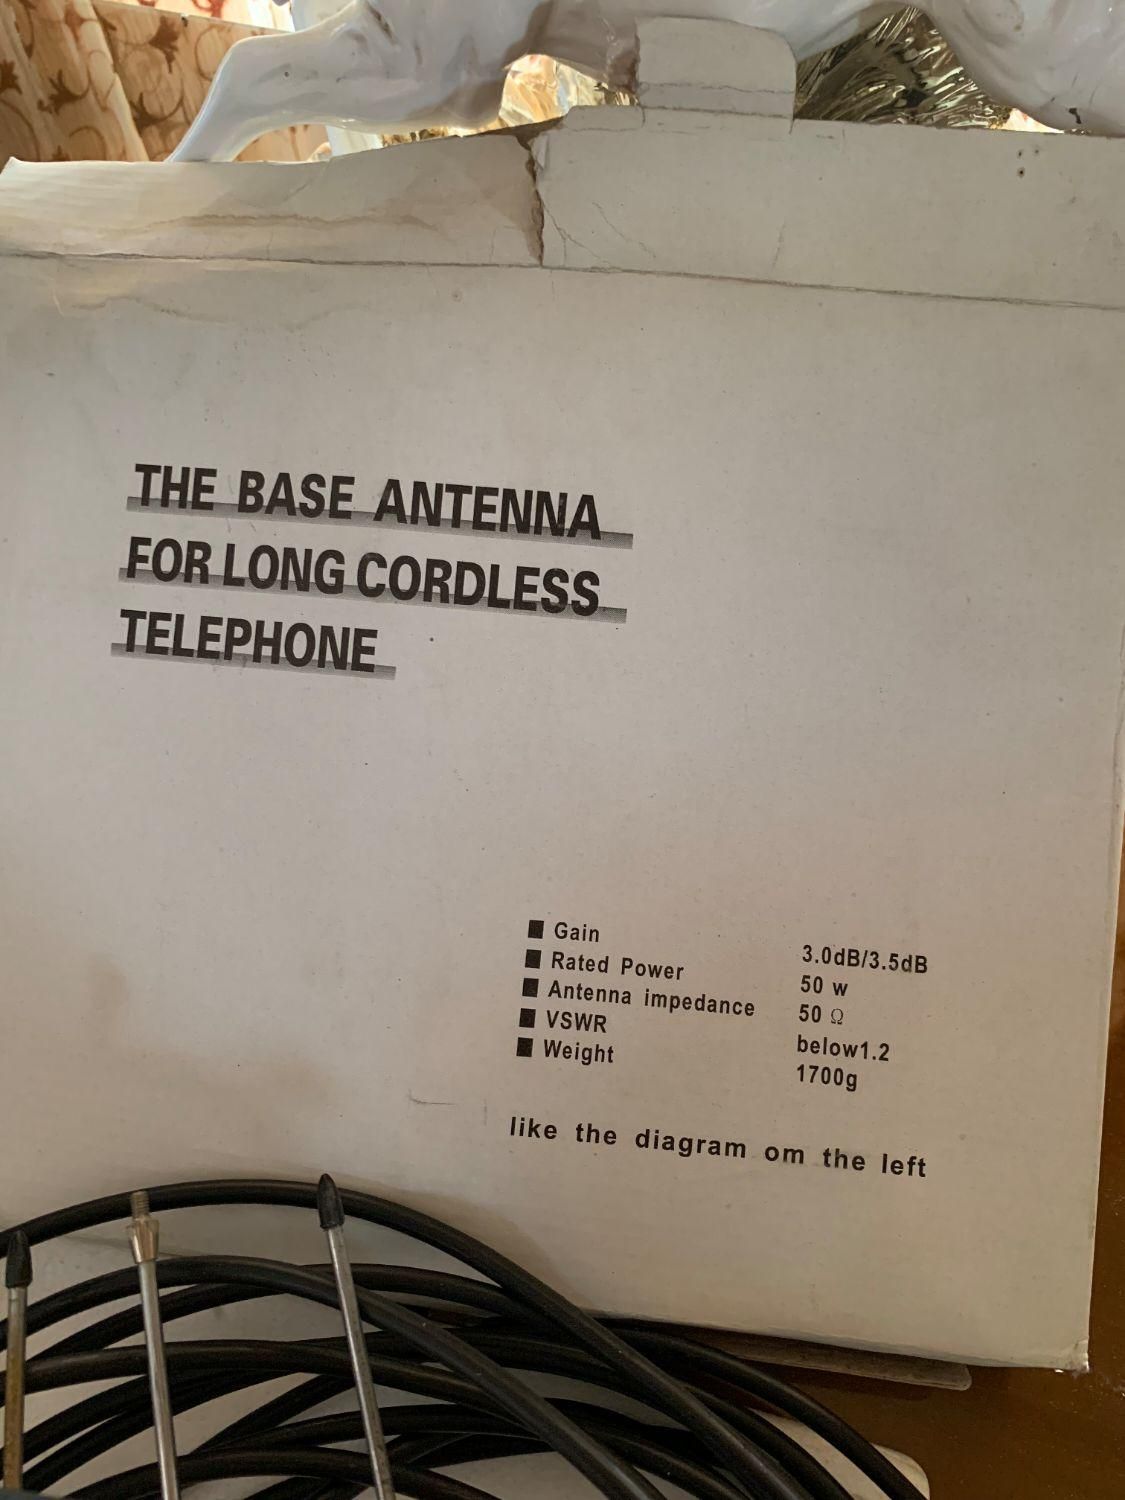 THE BASE ANTENNA
FOR LONG CORDLESS
TELEPHONE
■ Gain 3.0dB/3.5dB
■ Rated Power 50 w
■ Antenna impedance 50 Ω
■ VSWR below1.2
■ Weight 1700g
like the diagram om the left